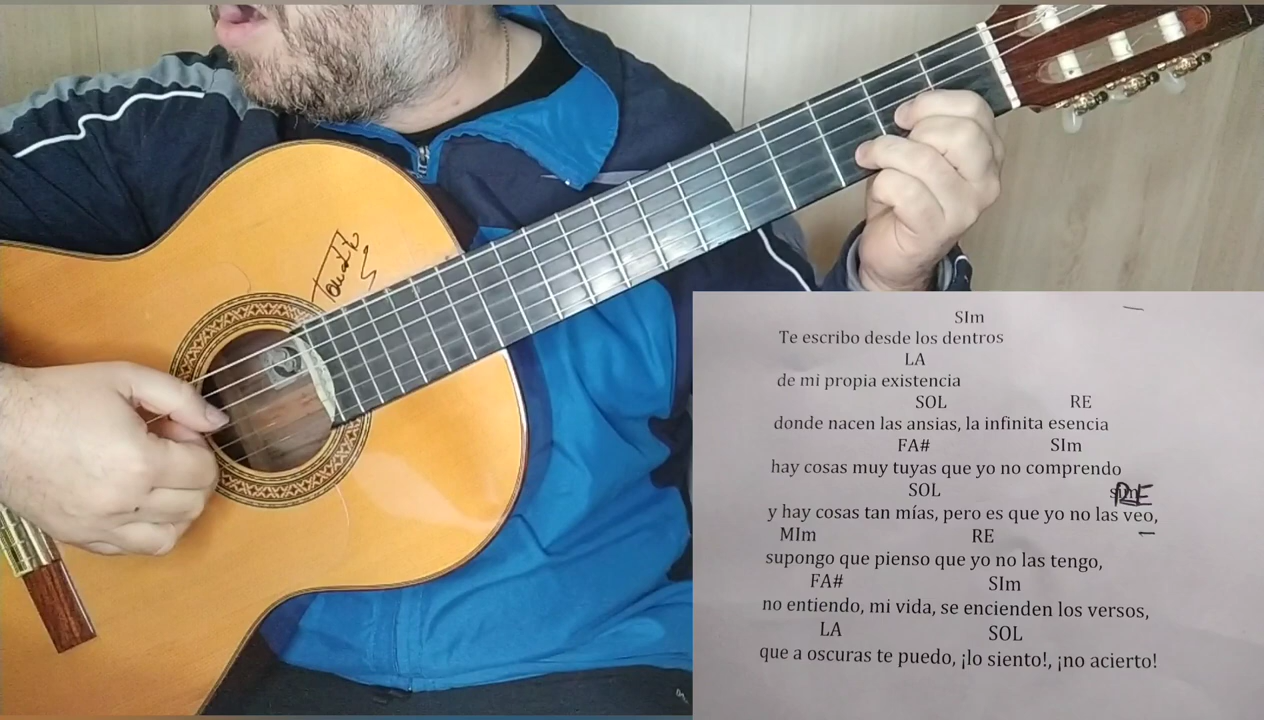 Tomatito
SIm
Te escribo desde los dentros
LA
de mi propia existencia
SOL RE
donde nacen las ansias, la infinita esencia
FA# SIm
hay cosas muy tuyas que yo no comprendo
SOL RE
y hay cosas tan mías, pero es que yo no las veo,
MIm RE
supongo que pienso que yo no las tengo,
FA# SIm
no entiendo, mi vida, se encienden los versos,
LA SOL
que a oscuras te puedo, ¡lo siento!, ¡no acierto!